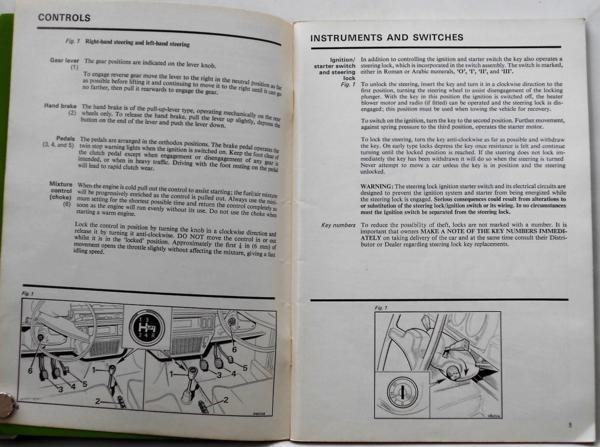 CONTROLS
Fig. 1 Right-hand steering and left-hand steering
Gear lever The gear positions are indicated on the lever knob.
(1)
To engage reverse gear move the lever to the right in the neutral position as far
as possible before lifting it and continuing to move it to the right until it can go
no farther, then pull it rearwards to engage the gear.
Hand brake The hand brake is of the pull-up-lever type, operating mechanically on the rear
(2) wheels only. To release the hand brake, pull the lever up slightly, depress the
button on the end of lever and push the lever down.
Pedals The pedals are arranged in the orthodox positions. The brake pedal operates the
(3, 4, and 5) twin stop warning lights when the ignition is switched on. Keep the foot clear of
the clutch pedal except when engagement or disengagement of any gear is
intended, or when in heavy traffic. Driving with the foot resting on the pedal
will lead to rapid clutch wear.
Mixture When the engine is cold pull out the control to assist starting; the fuel/air mixture
control will be progressively enriched as the control is pulled out. Always use the mini-
(choke) mum setting for the shortest possible time and return the control completely as
(6) soon as the engine will run evenly without its use. Do not use the choke when
starting a warm engine.
Lock the control in position by turning the knob in a clockwise direction and
release it by turning it anti-clockwise. DO NOT move the control in or out
whilst it is in the 'locked' position. Approximately the first ¼ in (6 mm) of
movement opens the throttle slightly without affecting the mixture, giving a fast
idling speed.
Fig. 1
6
5
4
3
1
2
1
2
6
5
4
3
INSTRUMENTS AND SWITCHES
Ignition/ In addition to controlling the ignition and starter switch the key also operates a
starter switch steering lock, which is incorporated in the switch assembly. The switch is marked,
and steering either in Roman or Arabic numerals, 'O', 'I', 'II', and 'III'.
lock
Fig. 1 To unlock the steering, insert the key and turn it in a clockwise direction to the
first position, turning the steering wheel to assist disengagement of the locking
plunger. With the key in this position the ignition is switched off, the heater
blower motor and radio (if fitted) can be operated and the steering lock is dis-
engaged; this position must be used when towing the vehicle for recovery.
To switch on the ignition, turn the key to the second position. Further movement,
against spring pressure to the third position, operates the starter motor.
To lock the steering, turn the key anti-clockwise as far as possible and withdraw
the key. On early type locks depress the key once resistance is felt and continue
turning until the locked position is reached. If the steering does not lock im-
mediately the key has been withdrawn it will do so when the steering is turned
Never attempt to move a car unless the key is in position and the steering
unlocked.
WARNING: The steering lock ignition starter switch and its electrical circuits are
designed to prevent the ignition system and starter from being energized while
the steering lock is engaged. Serious consequences could result from alterations to
or substitution of the steering lock/ignition switch or its wiring. In no circumstances
must the ignition switch be separated from the steering lock.
Key numbers To reduce the possibility of theft, locks are not marked with a number. It is
important that owners MAKE A NOTE OF THE KEY NUMBERS IMMEDI-
ATELY on taking delivery of the car and at the same time consult their Distri-
butor or Dealer regarding steering lock key replacements.
Fig. 1